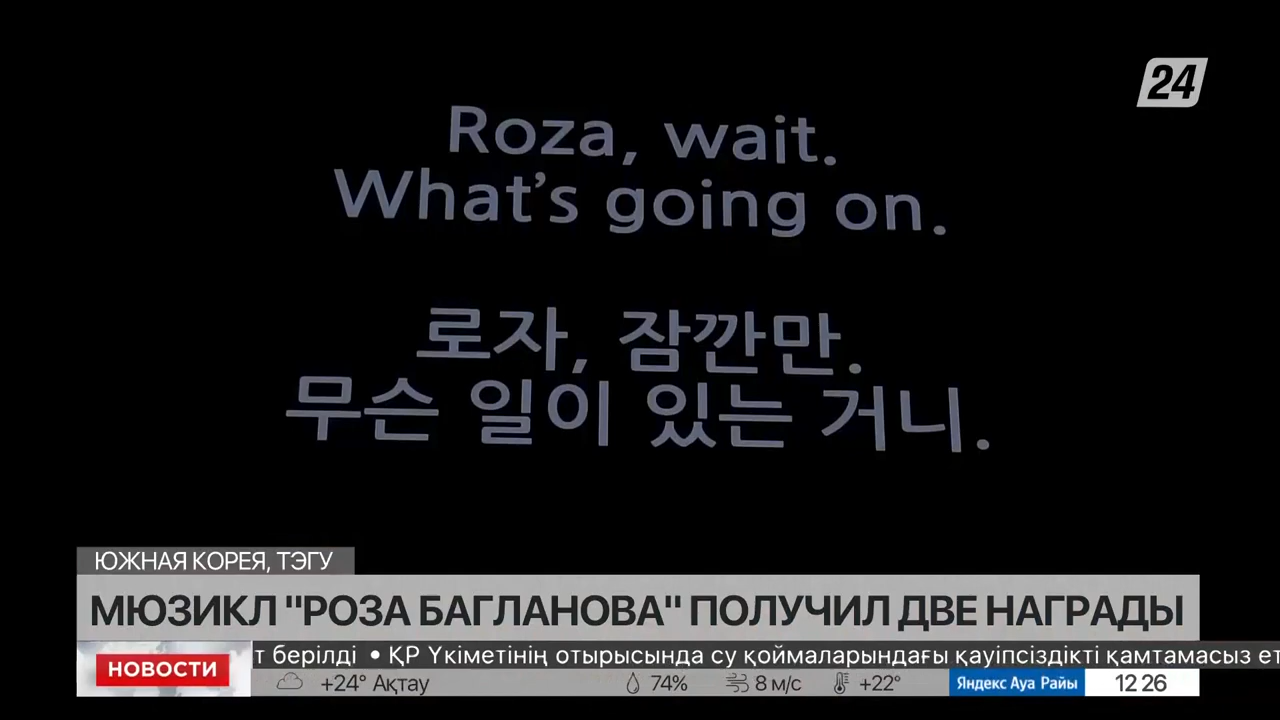 24
Roza, wait.
What's going on.
로자, 잠깐만.
무슨 일이 있는 거니.
ЮЖНАЯ КОРЕЯ, ТЭГУ
МЮЗИКЛ "РОЗА БАГЛАНОВА" ПОЛУЧИЛ ДВЕ НАГРАДЫ
НОВОСТИ
берілді • ҚР Үкіметінің отырысында су қоймаларындағы қауіпсіздікті қамтамасыз
+24° Ақтау 74% 8 м/с +22° Яндекс Ауа Райы 12 26